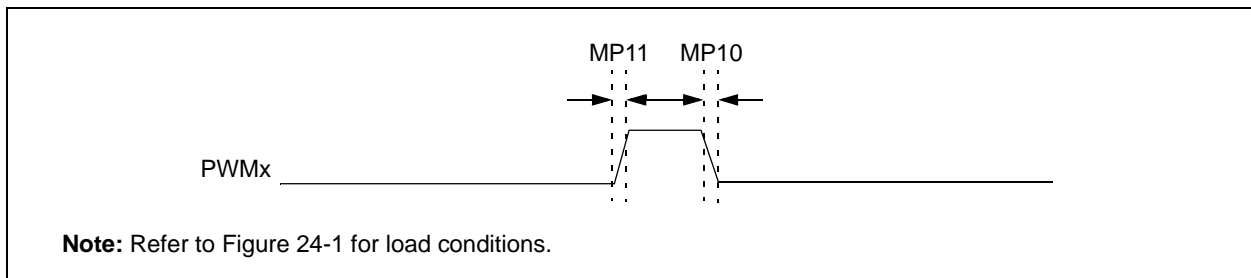 MP11 MP10
PWMx
Note: Refer to Figure 24-1 for load conditions.